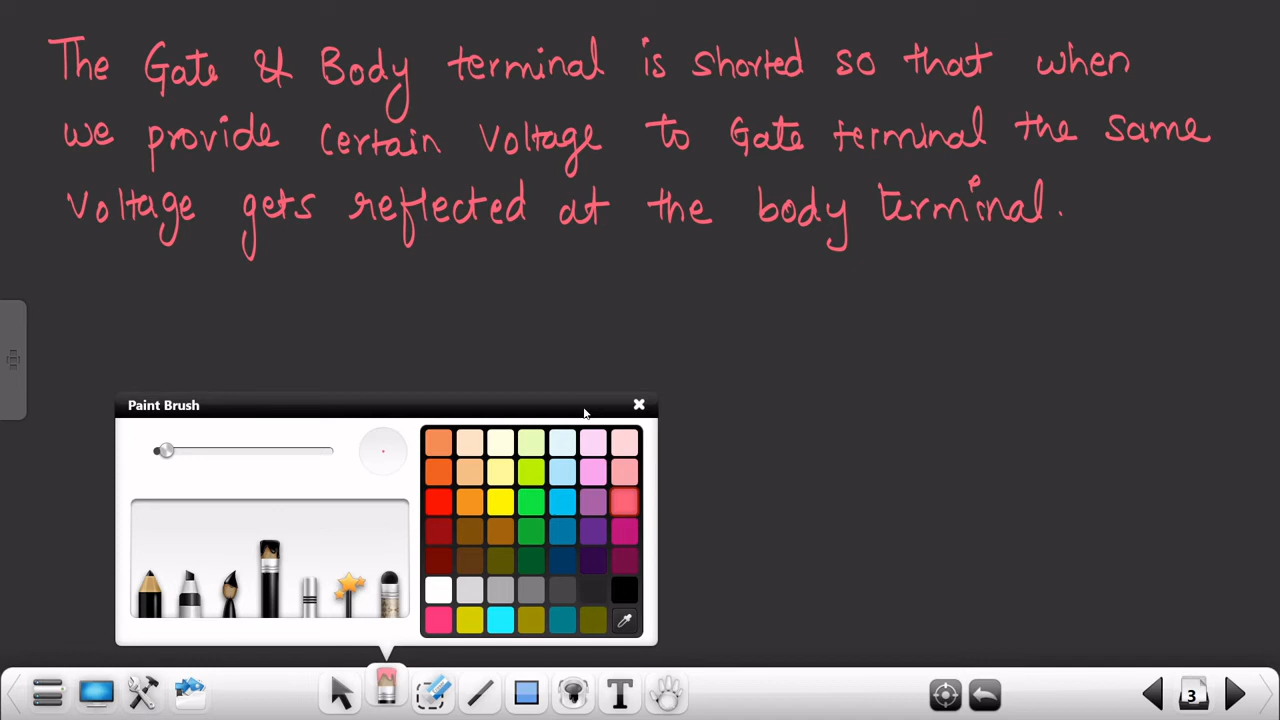 The Gate & Body terminal is shorted so that when
we provide certain voltage to Gate terminal the same
voltage gets reflected at the body terminal.
Paint Brush
T
3